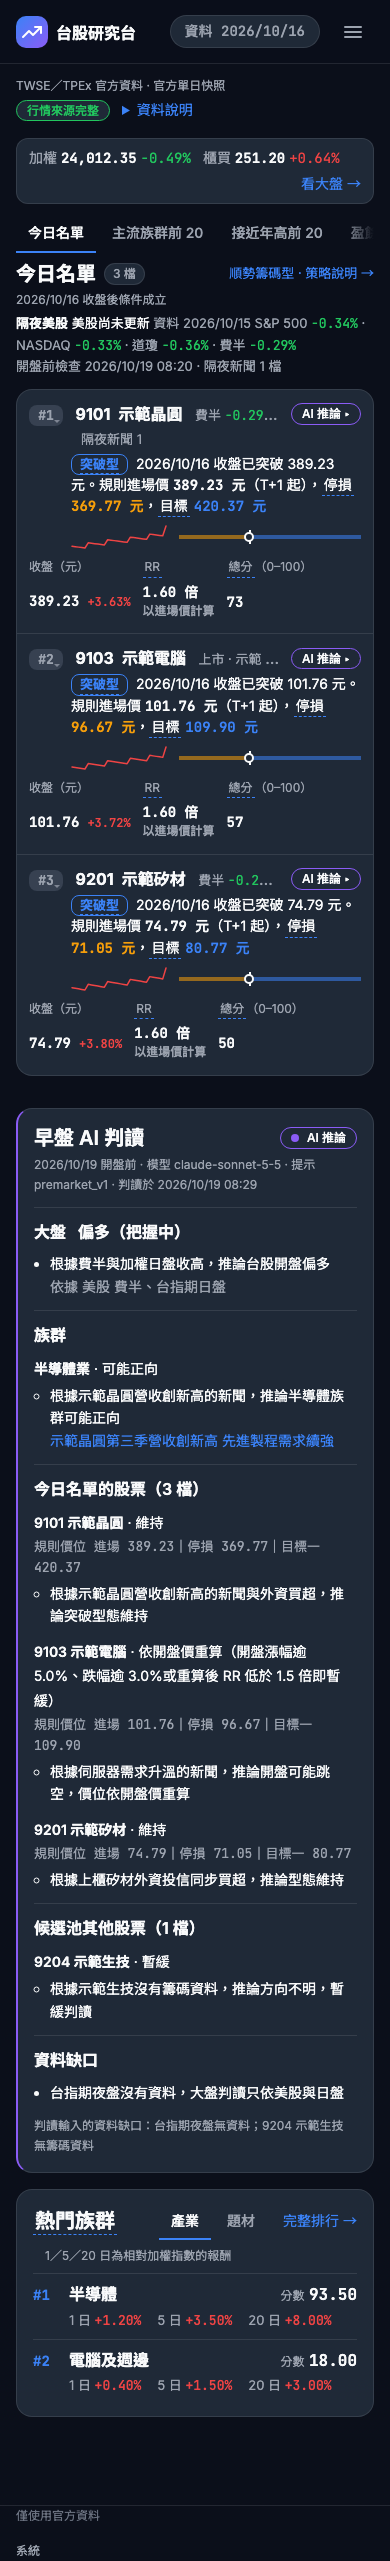 台股研究台 資料 2026/10/16
TWSE／TPEx 官方資料 · 官方單日快照
行情來源完整 ▶ 資料說明
加權 24,012.35 -0.49% 櫃買 251.20 +0.64%
看大盤 →
今日名單 主流族群前 20 接近年高前 20
今日名單 3 檔 順勢籌碼型 · 策略說明 →
2026/10/16 收盤後條件成立
隔夜美股 美股尚未更新 資料 2026/10/15 S&P 500 -0.34% ·
NASDAQ -0.33% · 道瓊 -0.36% · 費半 -0.29%
開盤前檢查 2026/10/19 08:20 · 隔夜新聞 1 檔
#1 9101 示範晶圓 費半 -0.29… AI 推論
隔夜新聞 1
突破型 2026/10/16 收盤已突破 389.23
元。規則進場價 389.23 元（T+1 起），停損
369.77 元，目標 420.37 元
收盤（元） RR 總分（0–100）
389.23 +3.63% 1.60 倍 73
以進場價計算
#2 9103 示範電腦 上市 · 示範 … AI 推論
突破型 2026/10/16 收盤已突破 101.76 元。
規則進場價 101.76 元（T+1 起），停損
96.67 元，目標 109.90 元
收盤（元） RR 總分（0–100）
101.76 +3.72% 1.60 倍 57
以進場價計算
#3 9201 示範矽材 費半 -0.2… AI 推論
突破型 2026/10/16 收盤已突破 74.79 元。
規則進場價 74.79 元（T+1 起），停損
71.05 元，目標 80.77 元
收盤（元） RR 總分（0–100）
74.79 +3.80% 1.60 倍 50
以進場價計算
早盤 AI 判讀 AI 推論
2026/10/19 開盤前 · 模型 claude-sonnet-5-5 · 提示
premarket_v1 · 判讀於 2026/10/19 08:29
大盤 偏多（把握中）
根據費半與加權日盤收高，推論台股開盤偏多
依據 美股 費半、台指期日盤
族群
半導體業 · 可能正向
根據示範晶圓營收創新高的新聞，推論半導體族
群可能正向
示範晶圓第三季營收創新高 先進製程需求續強
今日名單的股票（3 檔）
9101 示範晶圓 · 維持
規則價位 進場 389.23｜停損 369.77｜目標一
420.37
根據示範晶圓營收創新高的新聞與外資買超，推
論突破型態維持
9103 示範電腦 · 依開盤價重算（開盤漲幅逾
5.0%、跌幅逾 3.0%或重算後 RR 低於 1.5 倍即暫
緩）
規則價位 進場 101.76｜停損 96.67｜目標一
109.90
根據伺服器需求升溫的新聞，推論開盤可能跳
空，價位依開盤價重算
9201 示範矽材 · 維持
規則價位 進場 74.79｜停損 71.05｜目標一 80.77
根據上櫃矽材外資投信同步買超，推論型態維持
候選池其他股票（1 檔）
9204 示範生技 · 暫緩
根據示範生技沒有籌碼資料，推論方向不明，暫
緩判讀
資料缺口
台指期夜盤沒有資料，大盤判讀只依美股與日盤
判讀輸入的資料缺口：台指期夜盤無資料；9204 示範生技
無籌碼資料
熱門族群 產業 題材 完整排行 →
1／5／20 日為相對加權指數的報酬
#1 半導體 分數 93.50
1 日 +1.20% 5 日 +3.50% 20 日 +8.00%
#2 電腦及週邊 分數 18.00
1 日 +0.40% 5 日 +1.50% 20 日 +3.00%
僅使用官方資料
系統